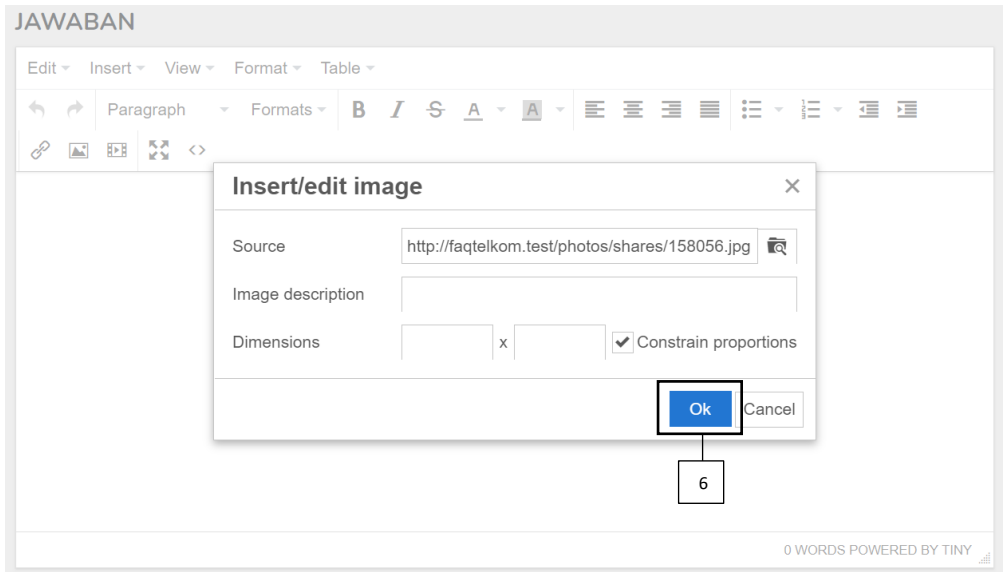 JAWABAN
Edit Insert View Format Table
Paragraph Formats B I S A A
Insert/edit image ×
Source http://faqtelkom.test/photos/shares/158056.jpg
Image description
Dimensions x Constrain proportions
Ok Cancel
6
0 WORDS POWERED BY TINY